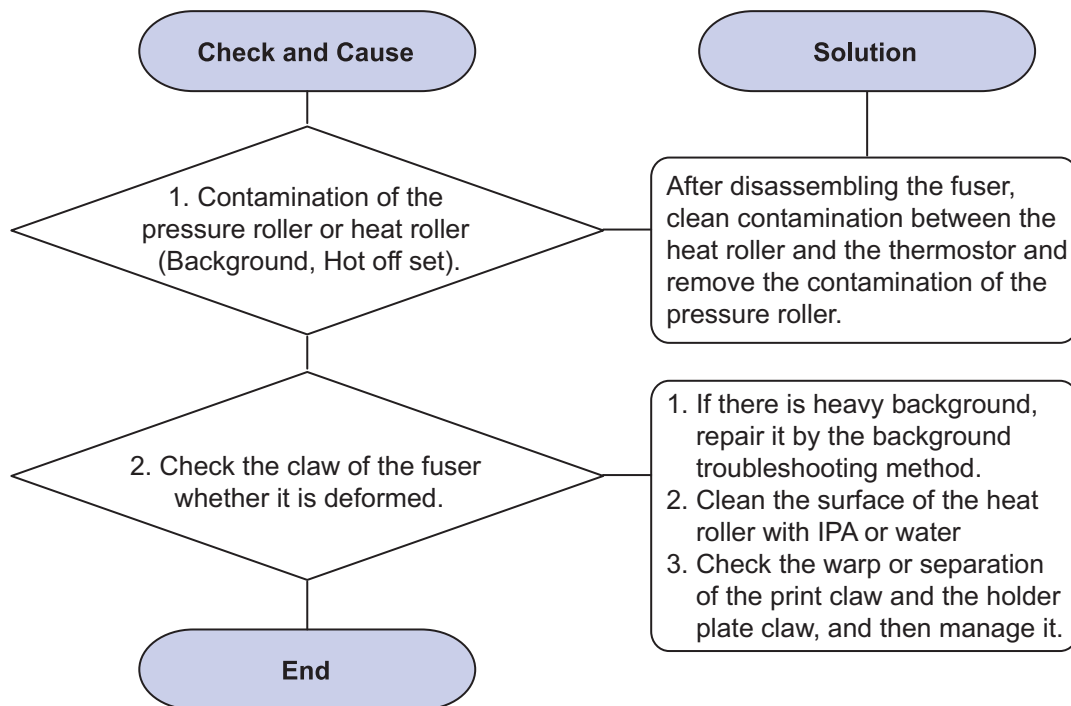 Check and Cause
Solution
1. Contamination of the
pressure roller or heat roller
(Background, Hot off set).
After disassembling the fuser,
clean contamination between the
heat roller and the thermostor and
remove the contamination of the
pressure roller.
2. Check the claw of the fuser
whether it is deformed.
1. If there is heavy background,
repair it by the background
troubleshooting method.
2. Clean the surface of the heat
roller with IPA or water
3. Check the warp or separation
of the print claw and the holder
plate claw, and then manage it.
End